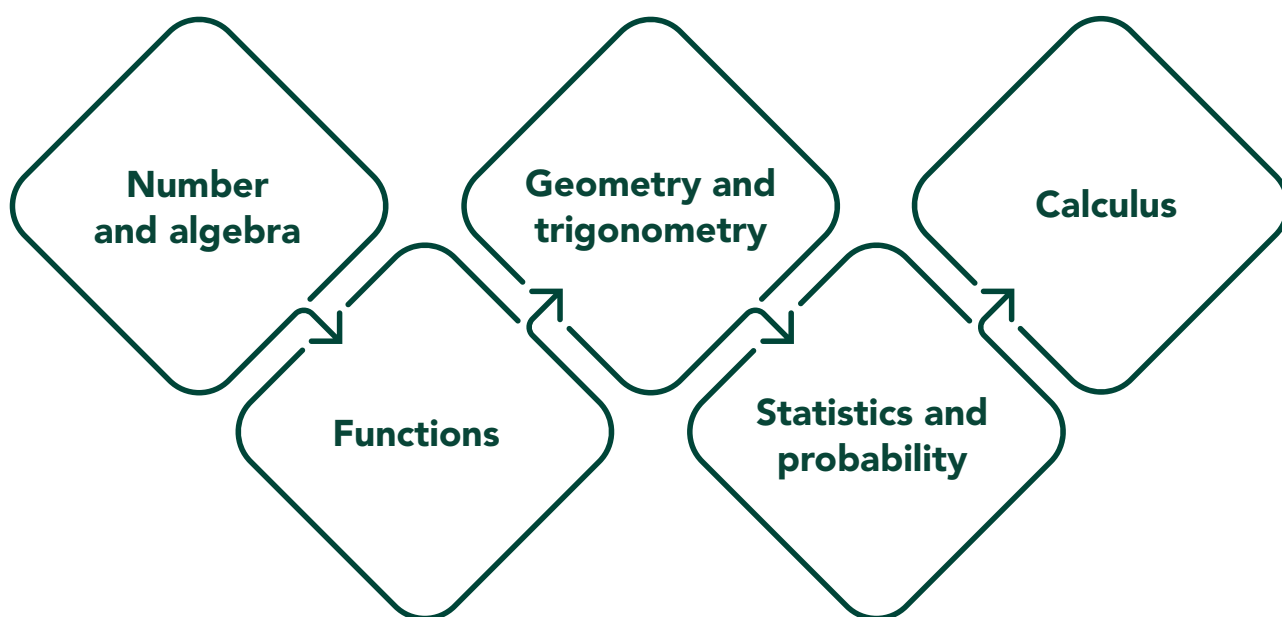 Number
and algebra
Functions
Geometry and
trigonometry
Statistics and
probability
Calculus